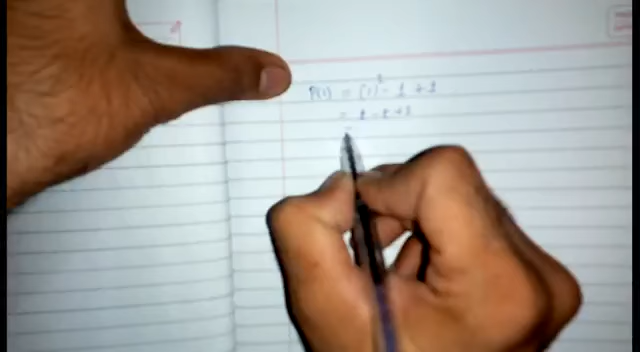 P(1) = (1)² - 1 + 1
= 1 - 1 + 1
=